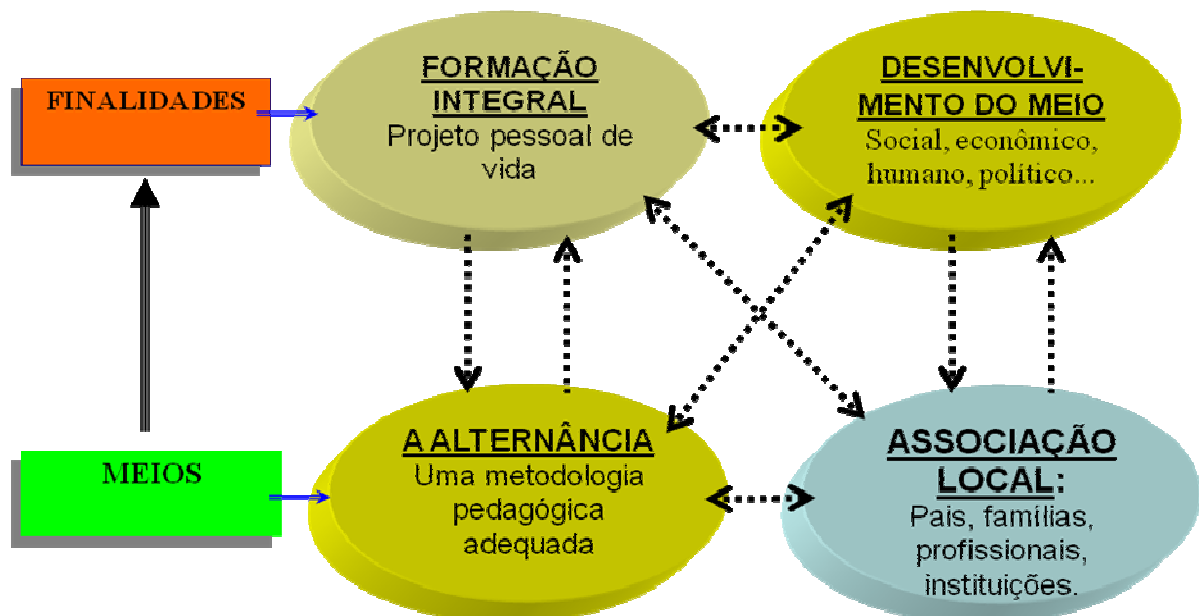 FINALIDADES
FORMAÇÃO
INTEGRAL
Projeto pessoal de
vida
DESENVOLVI-
MENTO DO MEIO
Social, econômico,
humano, político...
MEIOS
A ALTERNÂNCIA
Uma metodologia
pedagógica
adequada
ASSOCIAÇÃO
LOCAL:
Pais, famílias,
profissionais,
instituições.